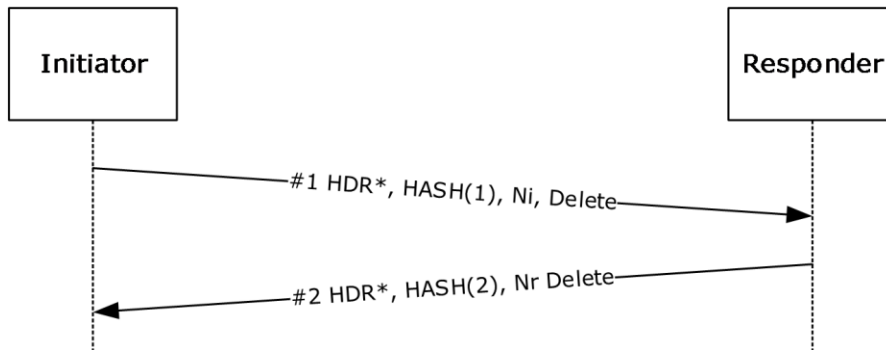 Initiator
Responder
#1 HDR*, HASH(1), Ni, Delete
#2 HDR*, HASH(2), Nr Delete